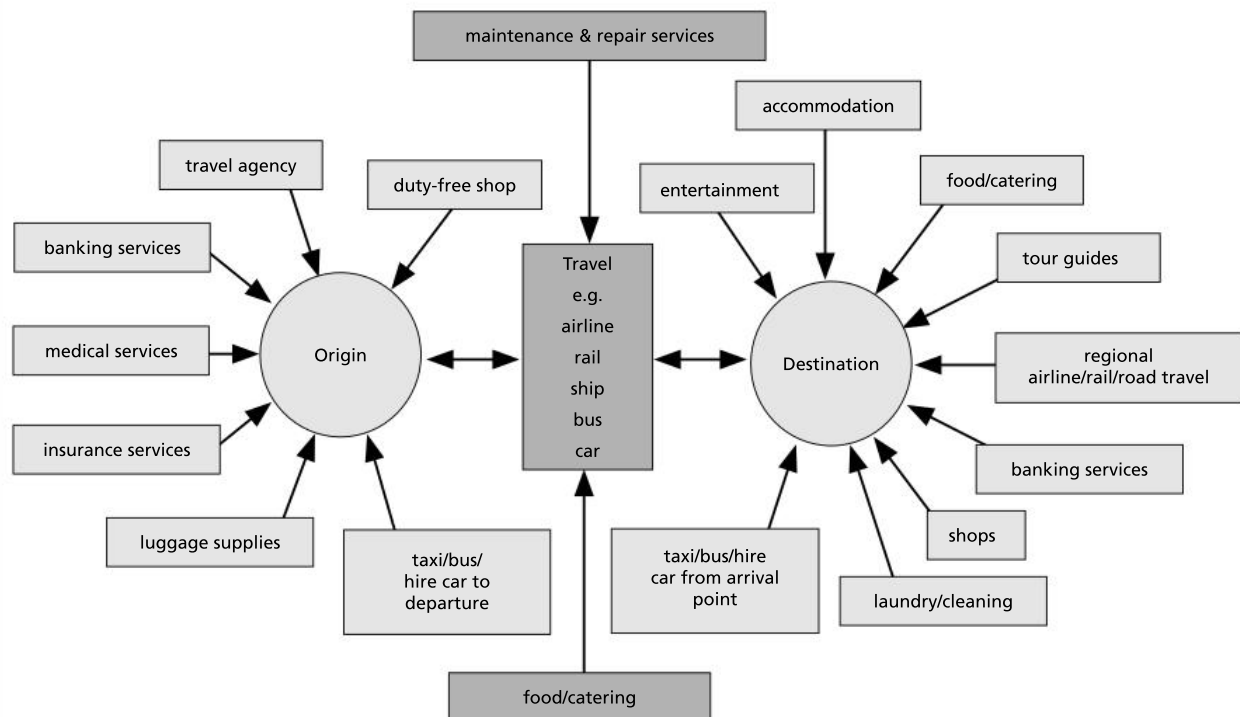 maintenance & repair services
accommodation
travel agency
duty-free shop
entertainment
food/catering
banking services
tour guides
Travel
e.g.
airline
rail
ship
bus
car
medical services
Origin
Destination
regional
airline/rail/road travel
insurance services
banking services
luggage supplies
taxi/bus/
hire car to
departure
taxi/bus/hire
car from arrival
point
shops
laundry/cleaning
food/catering